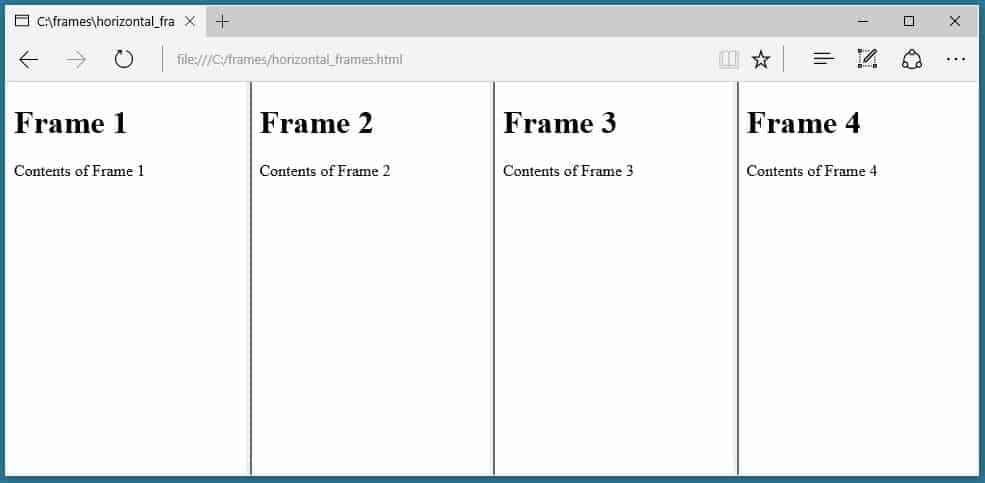 C:\frames\horizontal_fra
file:///C:/frames/horizontal_frames.html
Frame 1
Contents of Frame 1
Frame 2
Contents of Frame 2
Frame 3
Contents of Frame 3
Frame 4
Contents of Frame 4